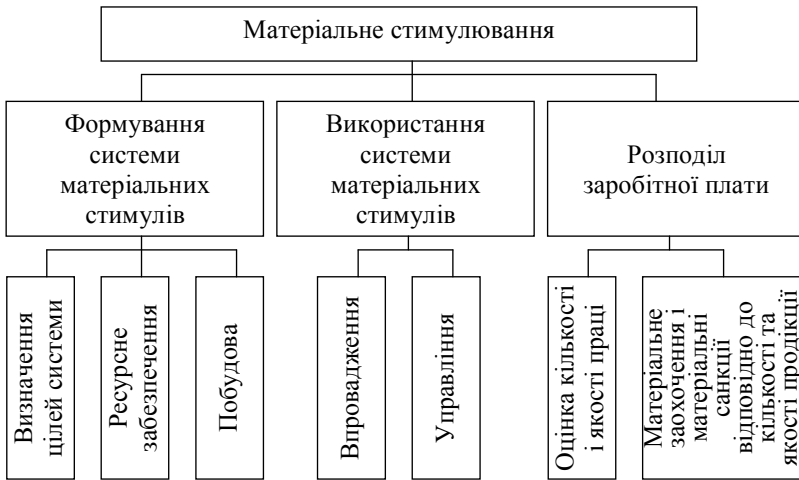 Матеріальне стимулювання
Формування
системи
матеріальних
стимулів
Використання
системи
матеріальних
стимулів
Розподіл
заробітної плати
Визначення
цілей системи
Ресурсне
забезпечення
Побудова
Впровадження
Управління
Оцінка кількості
і якості праці
Матеріальне
заохочення і
матеріальні
санкції
відповідно до
кількості та
якості продікції